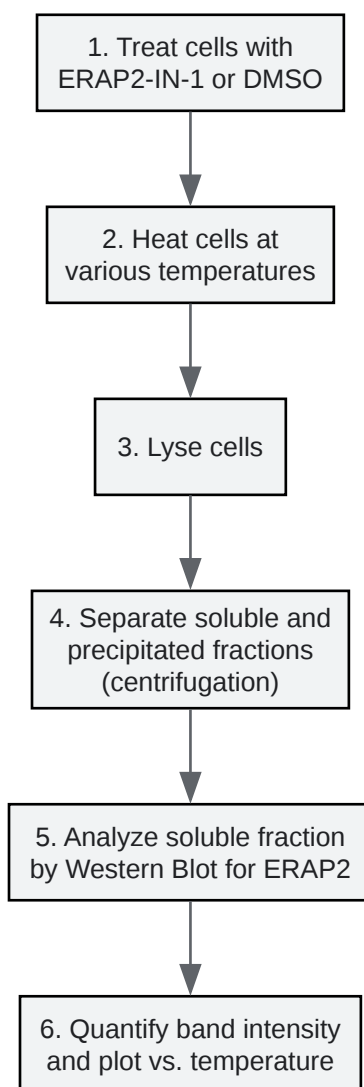 1. Treat cells with
ERAP2-IN-1 or DMSO
2. Heat cells at
various temperatures
3. Lyse cells
4. Separate soluble and
precipitated fractions
(centrifugation)
5. Analyze soluble fraction
by Western Blot for ERAP2
6. Quantify band intensity
and plot vs. temperature